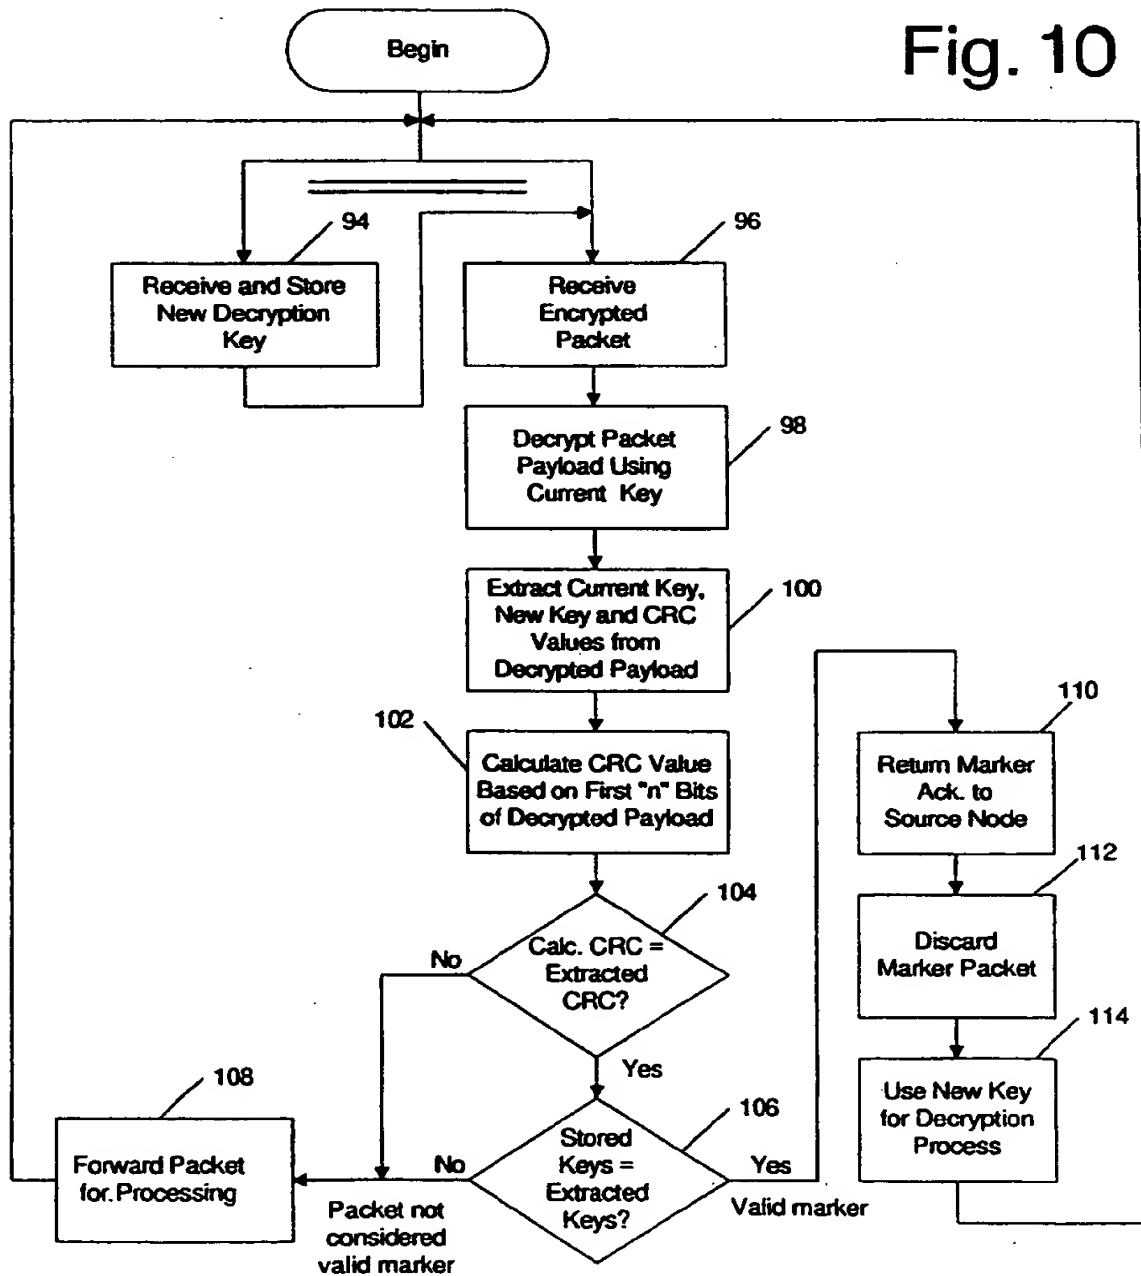 Begin
Fig. 10
94
Receive and Store
New Decryption
Key
96
Receive
Encrypted
Packet
98
Decrypt Packet
Payload Using
Current Key
100
Extract Current Key,
New Key and CRC
Values from
Decrypted Payload
102
Calculate CRC Value
Based on First "n" Bits
of Decrypted Payload
104
Calc. CRC =
Extracted
CRC?
No
Yes
106
Stored
Keys =
Extracted
Keys?
No
Packet not
considered
valid marker
Yes
Valid marker
108
Forward Packet
for Processing
110
Return Marker
Ack. to
Source Node
112
Discard
Marker Packet
114
Use New Key
for Decryption
Process